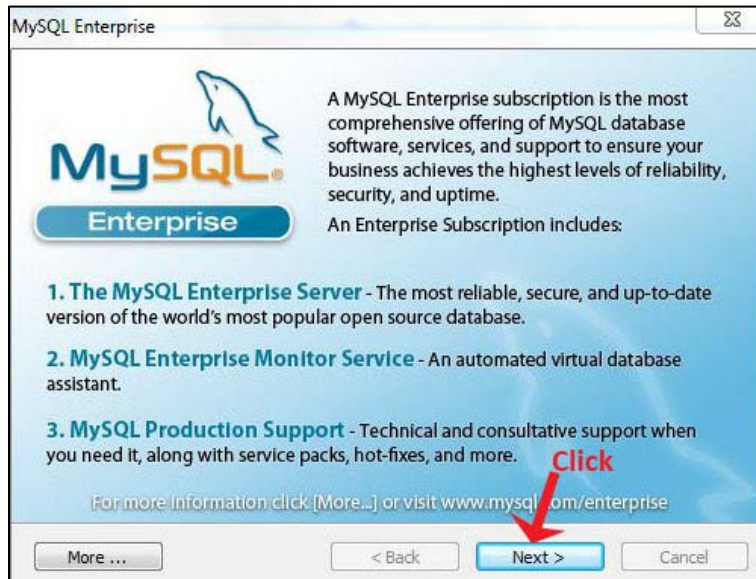 MySQL Enterprise
MySQL®
Enterprise
A MySQL Enterprise subscription is the most
comprehensive offering of MySQL database
software, services, and support to ensure your
business achieves the highest levels of reliability,
security, and uptime.
An Enterprise Subscription includes:
1. The MySQL Enterprise Server - The most reliable, secure, and up-to-date
version of the world's most popular open source database.
2. MySQL Enterprise Monitor Service - An automated virtual database
assistant.
3. MySQL Production Support - Technical and consultative support when
you need it, along with service packs, hot-fixes, and more.
Click
For more information click [More...] or visit www.mysql.com/enterprise
More ...
< Back
Next >
Cancel